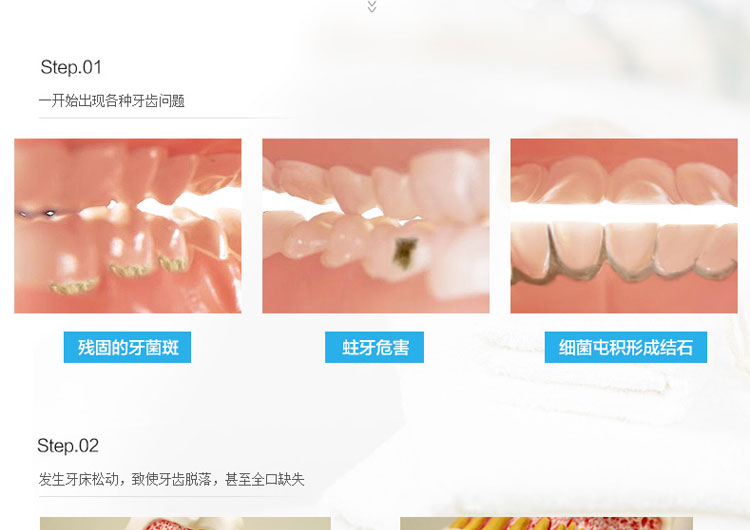 Step.01
一开始出现各种牙齿问题
残固的牙菌斑
蛀牙危害
细菌屯积形成结石
Step.02
发生牙床松动，致使牙齿脱落，甚至全口缺失